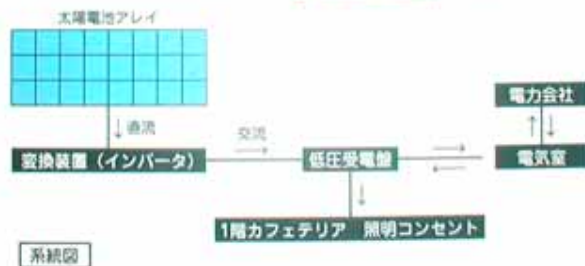 太陽電池アレイ
直流
変換装置（インバータ）
交流
低圧受電盤
電力会社
電気室
1階カフェテリア　照明コンセント
系統図